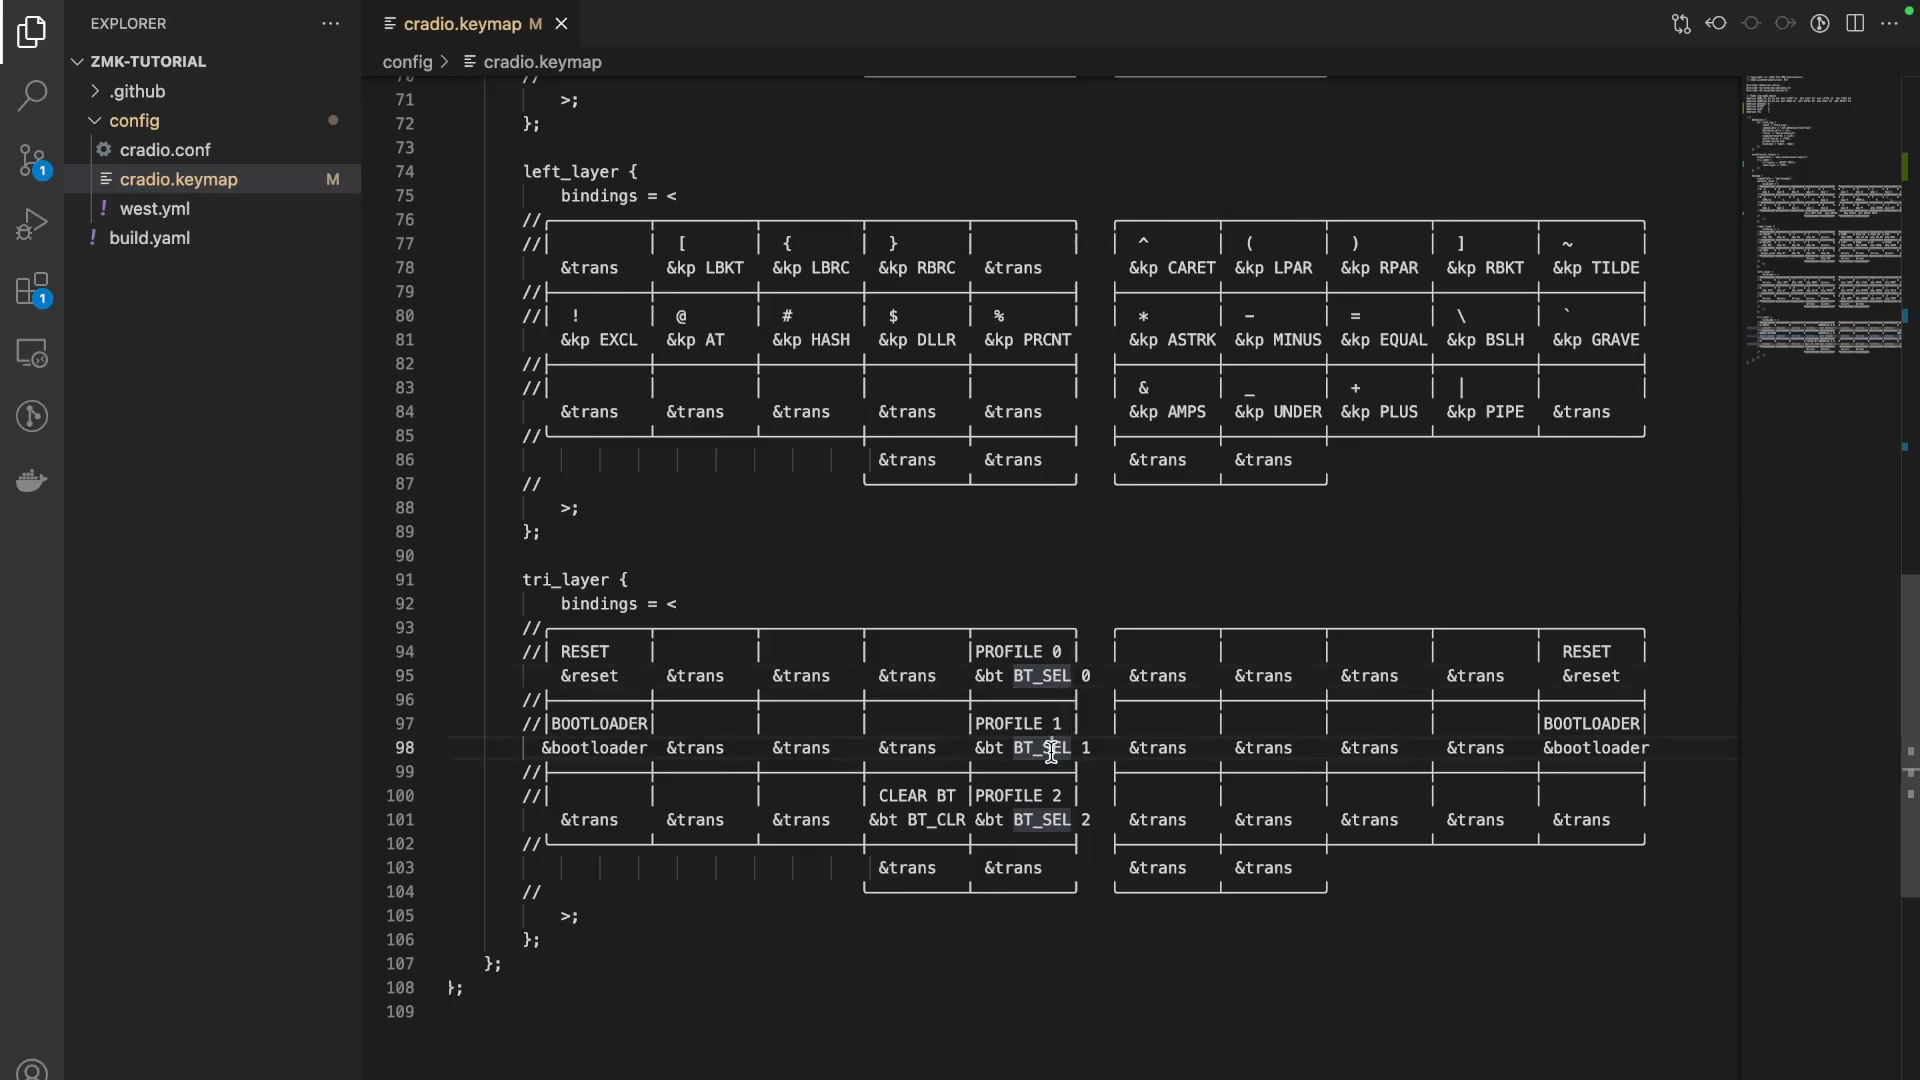 EXPLORER
ZMK-TUTORIAL
.github
config
cradio.conf
cradio.keymap M
west.yml
build.yaml
1
1
cradio.keymap M
config > cradio.keymap
70 //
71 >;
72 };
73
74 left_layer {
75 bindings = <
76 //
77 //| | [ | { | } | | | ^ | ( | ) | ] | ~ |
78 &trans &kp LBKT &kp LBRC &kp RBRC &trans &kp CARET &kp LPAR &kp RPAR &kp RBKT &kp TILDE
79 //
80 //| ! | @ | # | $ | % | | * | - | = | \ | ` |
81 &kp EXCL &kp AT &kp HASH &kp DLLR &kp PRCNT &kp ASTRK &kp MINUS &kp EQUAL &kp BSLH &kp GRAVE
82 //
83 //| | | | | | | & | _ | + | | | |
84 &trans &trans &trans &trans &trans &kp AMPS &kp UNDER &kp PLUS &kp PIPE &trans
85 //
86 &trans &trans &trans &trans
87 //
88 >;
89 };
90
91 tri_layer {
92 bindings = <
93 //
94 //| RESET | | | |PROFILE 0 | | | | | | RESET |
95 &reset &trans &trans &trans &bt BT_SEL 0 &trans &trans &trans &trans &reset
96 //
97 //|BOOTLOADER| | | |PROFILE 1 | | | | | |BOOTLOADER|
98 &bootloader &trans &trans &trans &bt BT_SEL 1 &trans &trans &trans &trans &bootloader
99 //
100 //| | | | CLEAR BT |PROFILE 2 | | | | | | |
101 &trans &trans &trans &bt BT_CLR &bt BT_SEL 2 &trans &trans &trans &trans &trans
102 //
103 &trans &trans &trans &trans
104 //
105 >;
106 };
107 };
108 };
109